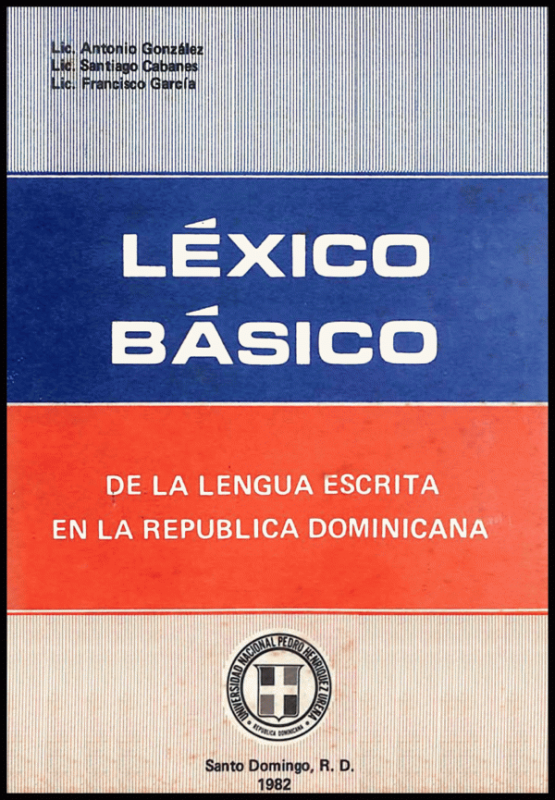 Lic. Antonio González
Lic. Santiago Cabanes
Lic. Francisco García
LÉXICO
BÁSICO
DE LA LENGUA ESCRITA
EN LA REPUBLICA DOMINICANA
UNIVERSIDAD NACIONAL PEDRO HENRIQUEZ UREÑA
REPUBLICA DOMINICANA
Santo Domingo, R. D.
1982